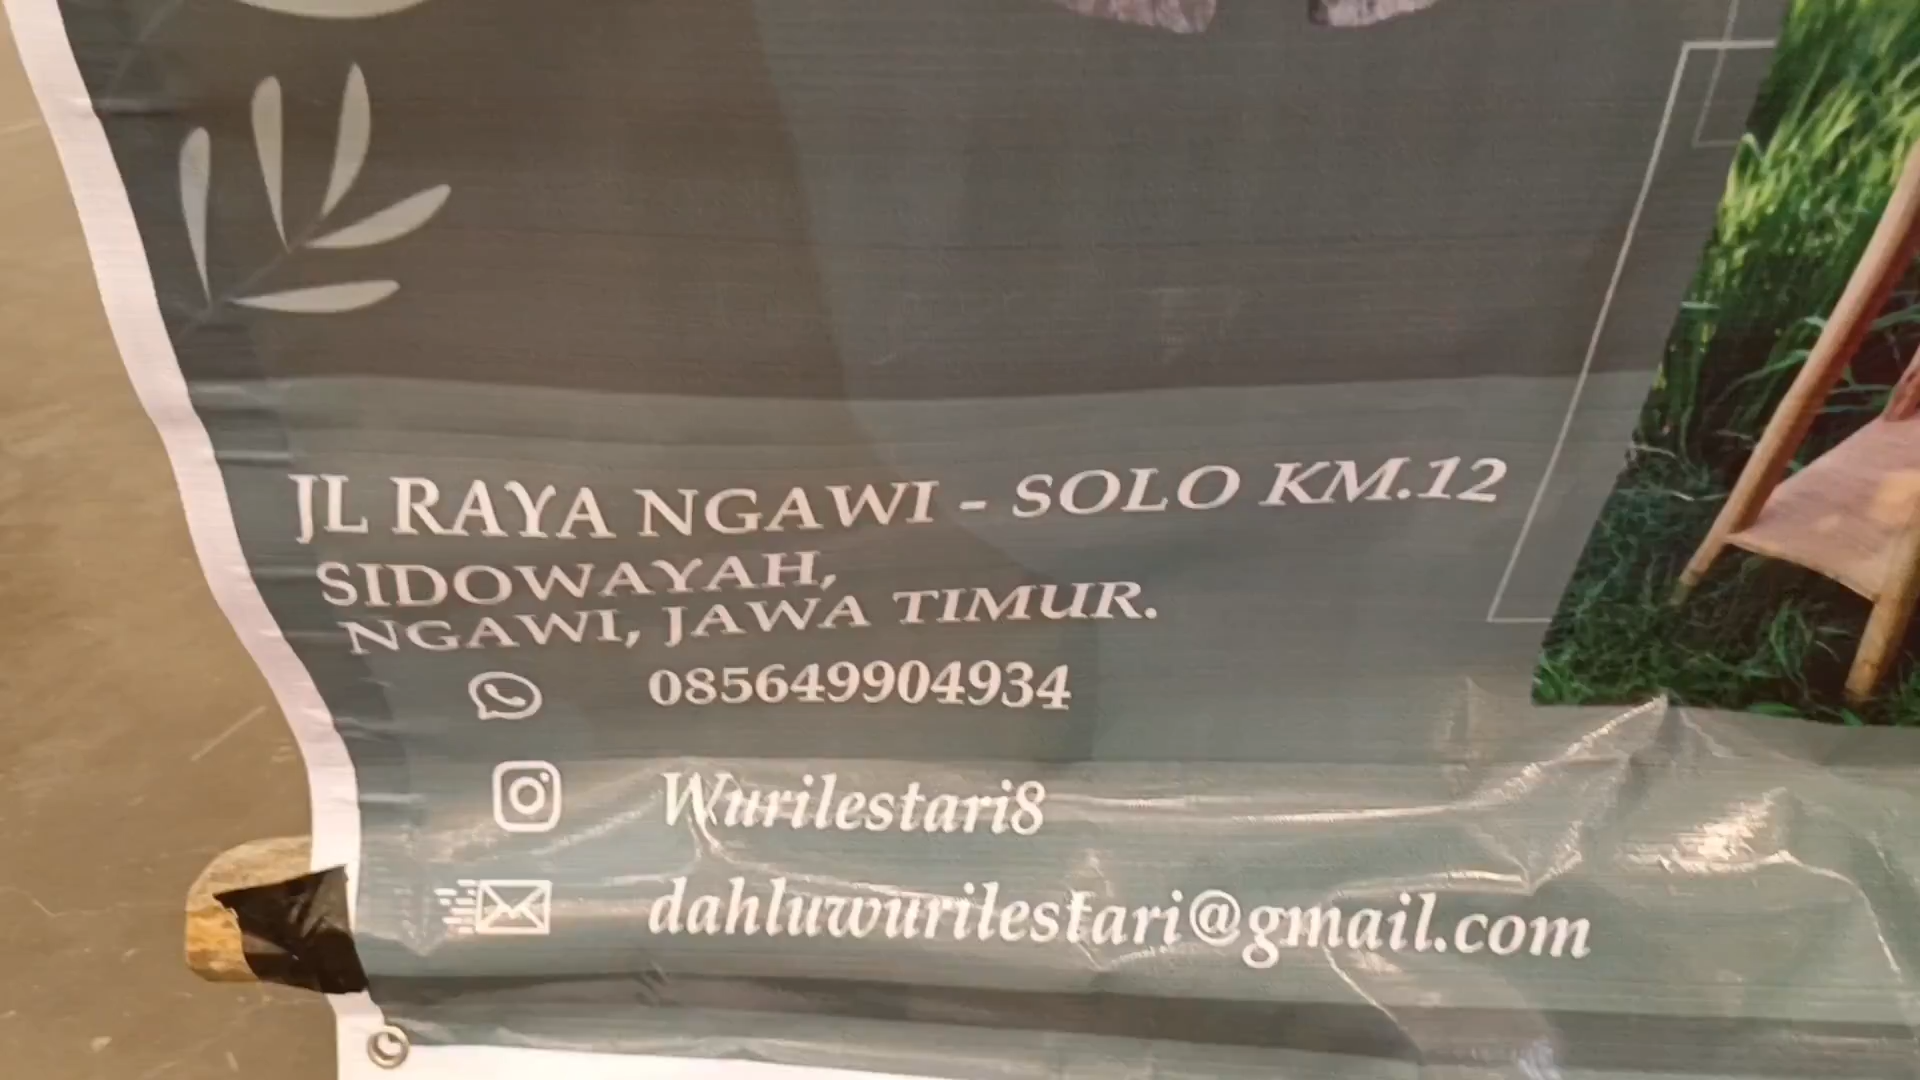 JL RAYA NGAWI - SOLO KM.12
SIDOWAYAH,
NGAWI, JAWA TIMUR.
085649904934
Wurilestari8
dahluwurilestari@gmail.com